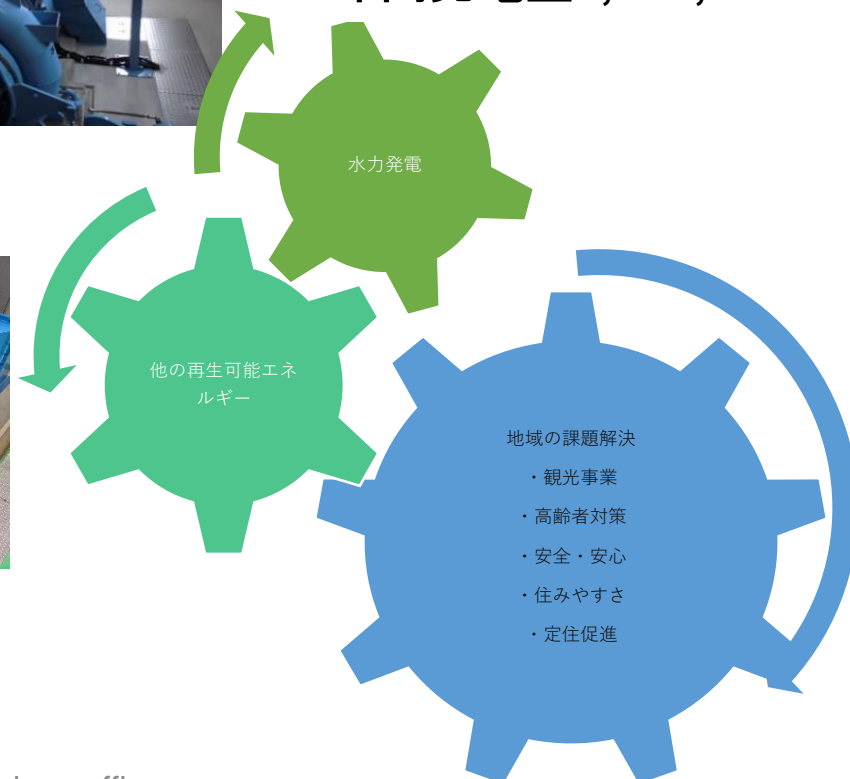 水力発電
他の再生可能エネ
ルギー
地域の課題解決
・観光事業
・高齢者対策
・安全・安心
・住みやすさ
・定住促進